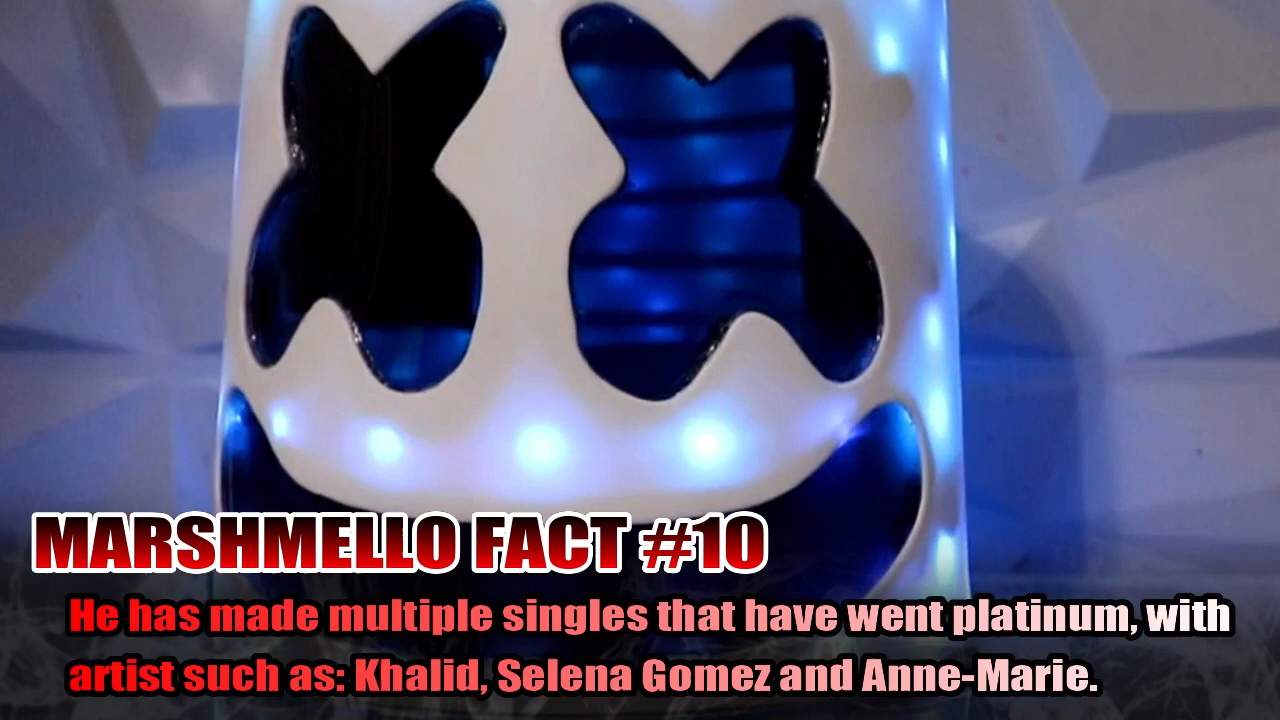 MARSHMELLO FACT #10
He has made multiple singles that have went platinum, with
artist such as: Khalid, Selena Gomez and Anne-Marie.